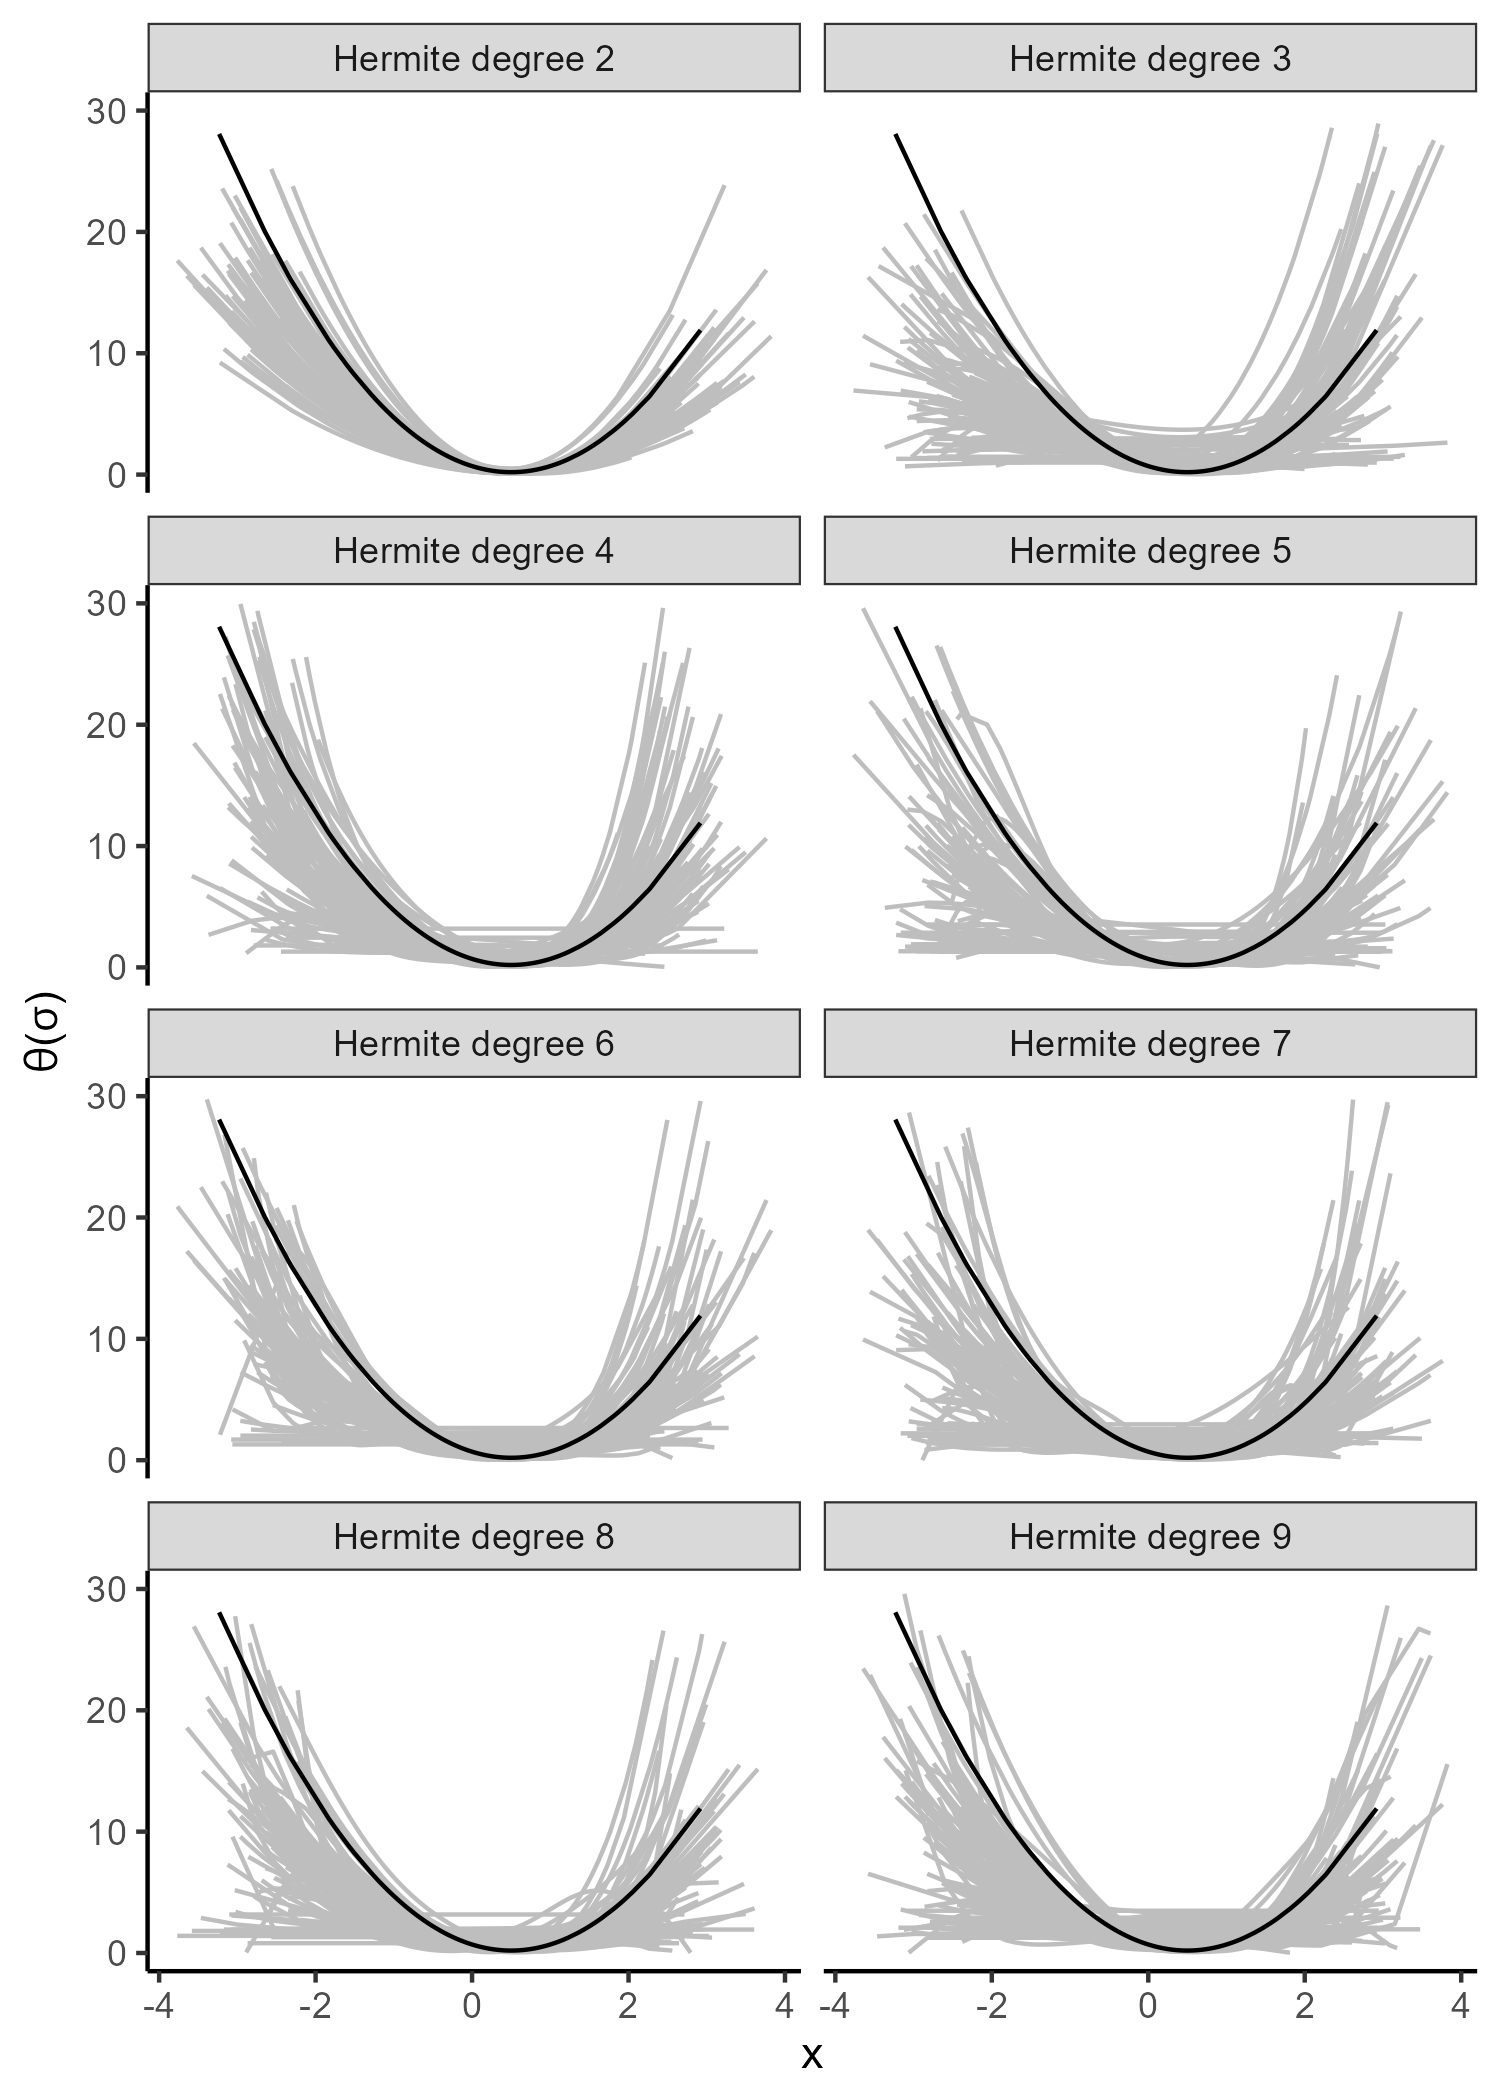 Hermite degree 2
Hermite degree 3
30
20
10
0
Hermite degree 4
Hermite degree 5
30
20
10
0
θ(σ)
Hermite degree 6
Hermite degree 7
30
20
10
0
Hermite degree 8
Hermite degree 9
30
20
10
0
-4 -2 0 2 4 -4 -2 0 2 4
x